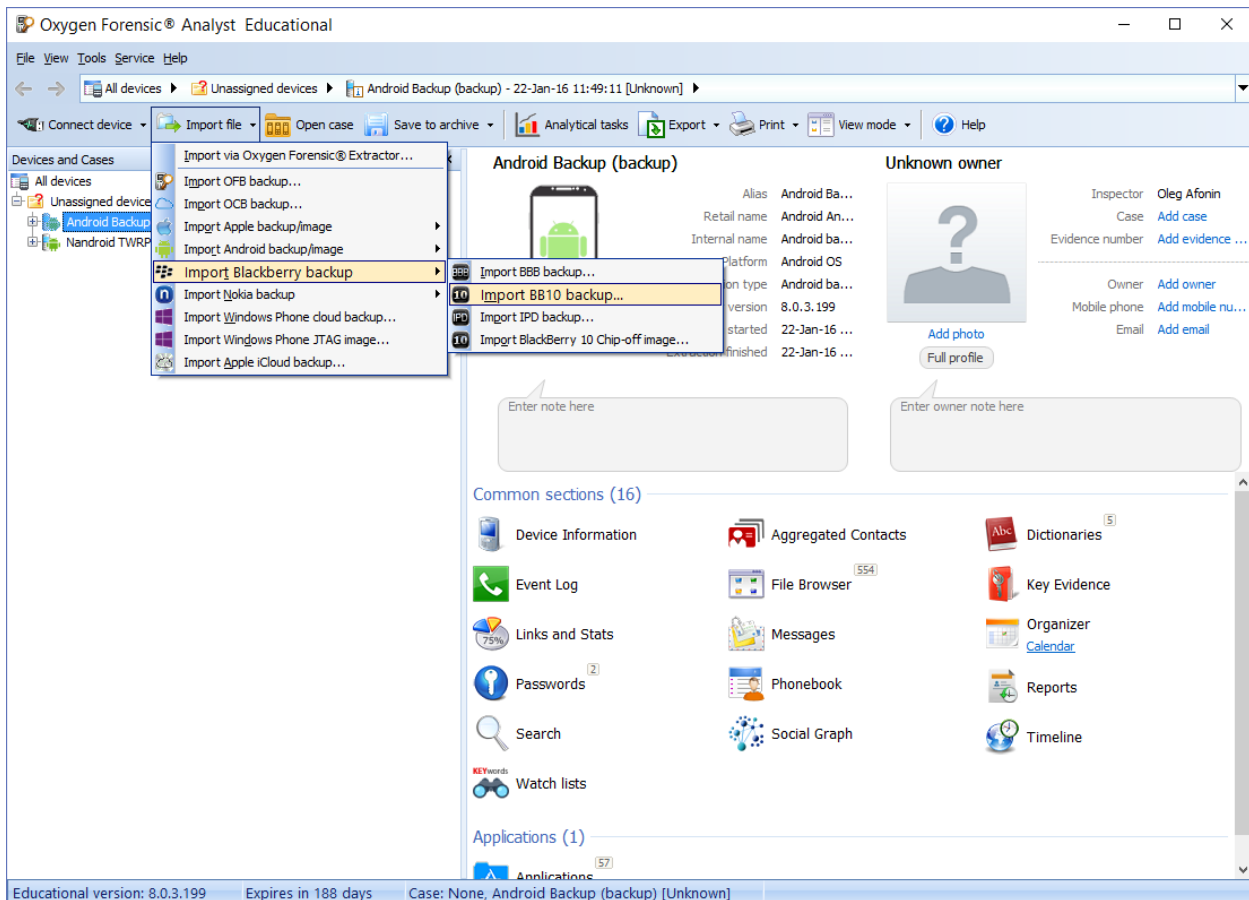 Oxygen Forensic® Analyst Educational
File View Tools Service Help
All devices Unassigned devices Android Backup (backup) - 22-Jan-16 11:49:11 [Unknown]
Connect device Import file Open case Save to archive Analytical tasks Export Print View mode Help
Devices and Cases
All devices
Unassigned device
Android Backup
Nandroid TWRP
Import via Oxygen Forensic® Extractor...
Import OFB backup...
Import OCB backup...
Import Apple backup/image
Import Android backup/image
Import Blackberry backup
Import Nokia backup
Import Windows Phone cloud backup...
Import Windows Phone JTAG image...
Import Apple iCloud backup...
BBB Import BBB backup...
10 Import BB10 backup...
IPD Import IPD backup...
10 Import BlackBerry 10 Chip-off image...
Android Backup (backup)
Alias Android Ba...
Retail name Android An...
Internal name Android ba...
Platform Android OS
on type Android ba...
version 8.0.3.199
started 22-Jan-16 ...
finished 22-Jan-16 ...
Enter note here
Unknown owner
Add photo
Full profile
Inspector Oleg Afonin
Case Add case
Evidence number Add evidence ...
Owner Add owner
Mobile phone Add mobile nu...
Email Add email
Enter owner note here
Common sections (16)
Device Information
Aggregated Contacts
Abc Dictionaries 5
Event Log
File Browser 554
Key Evidence
75% Links and Stats
Messages
Organizer
Calendar
Passwords 2
Phonebook
Reports
Search
Social Graph
Timeline
KEYwords
Watch lists
Applications (1)
Applications 57
Educational version: 8.0.3.199 Expires in 188 days Case: None, Android Backup (backup) [Unknown]